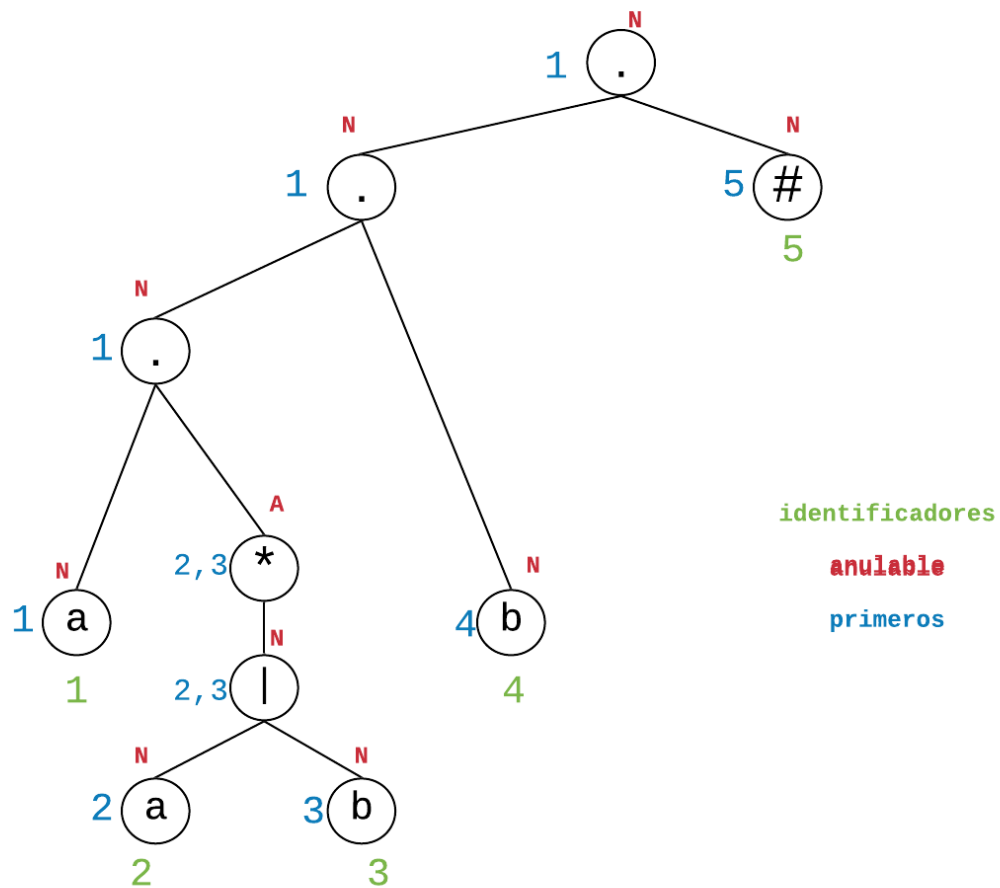 N
1 .
N N
1 . 5 #
5
N
1 .
A
identificadores
2,3 *
N N anulable
1 a 4 b primeros
N
1 2,3 | 4
N N
2 a 3 b
2 3